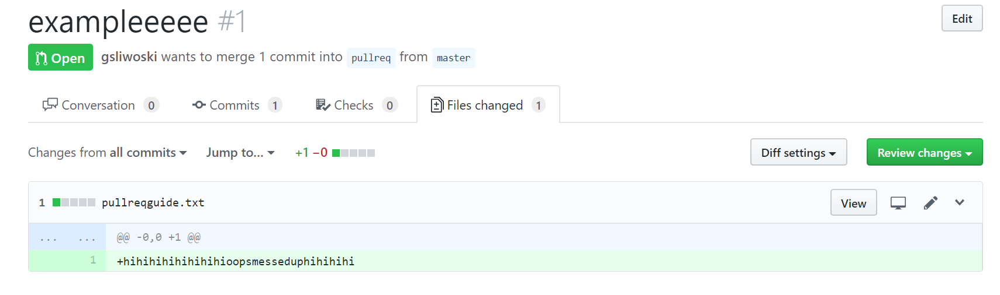 exampleeeee #1
Edit
Open gsliwoski wants to merge 1 commit into pullreq from master
Conversation 0 Commits 1 Checks 0 Files changed 1
Changes from all commits Jump to... +1 −0 Diff settings Review changes
1 pullreqguide.txt View
... ... @@ -0,0 +1 @@
1 +hihihihihihihihioopsmesseduphihihihi